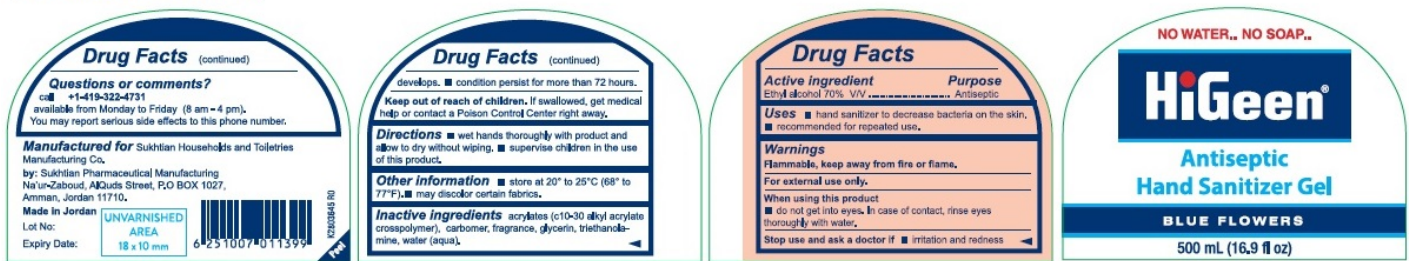 Drug Facts (continued)
Questions or comments?
call +1-419-322-4731
available from Monday to Friday (8 am - 4 pm).
You may report serious side effects to this phone number.
Manufactured for Sukhtian Households and Toiletries
Manufacturing Co.
by: Sukhtian Pharmaceutical Manufacturing
Na'ur-Zaboud, AlQuds Street, P.O BOX 1027,
Amman, Jordan 11710.
Made in Jordan
Lot No:
Expiry Date:
UNVARNISHED
AREA
18 x 10 mm
6 251007 011399
K2803845 R0
Drug Facts (continued)
develops. ■ condition persist for more than 72 hours.
Keep out of reach of children. If swallowed, get medical
help or contact a Poison Control Center right away.
Directions ■ wet hands thoroughly with product and
allow to dry without wiping. ■ supervise children in the use
of this product.
Other information ■ store at 20° to 25°C (68° to
77°F). ■ may discolor certain fabrics.
Inactive ingredients acrylates (c10-30 alkyl acrylate
crosspolymer), carbomer, fragrance, glycerin, triethanola-
mine, water (aqua).
Drug Facts
Active ingredient Purpose
Ethyl alcohol 70% V/V .......................... Antiseptic
Uses ■ hand sanitizer to decrease bacteria on the skin.
■ recommended for repeated use.
Warnings
Flammable, keep away from fire or flame.
For external use only.
When using this product
■ do not get into eyes. In case of contact, rinse eyes
thoroughly with water.
Stop use and ask a doctor if ■ irritation and redness
NO WATER.. NO SOAP..
HiGeen®
Antiseptic
Hand Sanitizer Gel
BLUE FLOWERS
500 mL (16.9 fl oz)